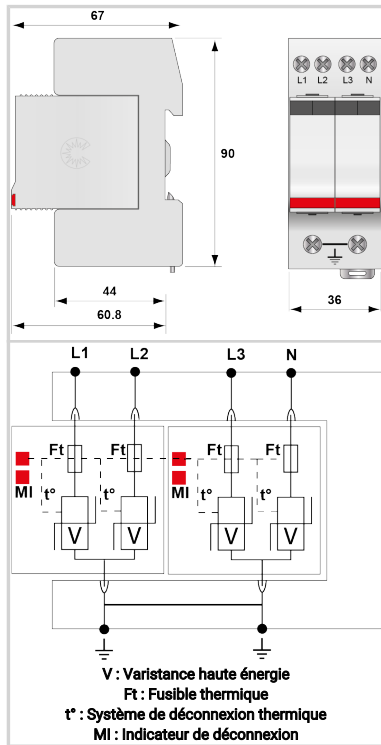 67
L1 L2 L3 N
90
44
60.8
36
L1 L2 L3 N
Ft Ft Ft Ft
MI t° t° MI t° t°
V V V V
V : Varistance haute énergie
Ft : Fusible thermique
t° : Système de déconnexion thermique
MI : Indicateur de déconnexion